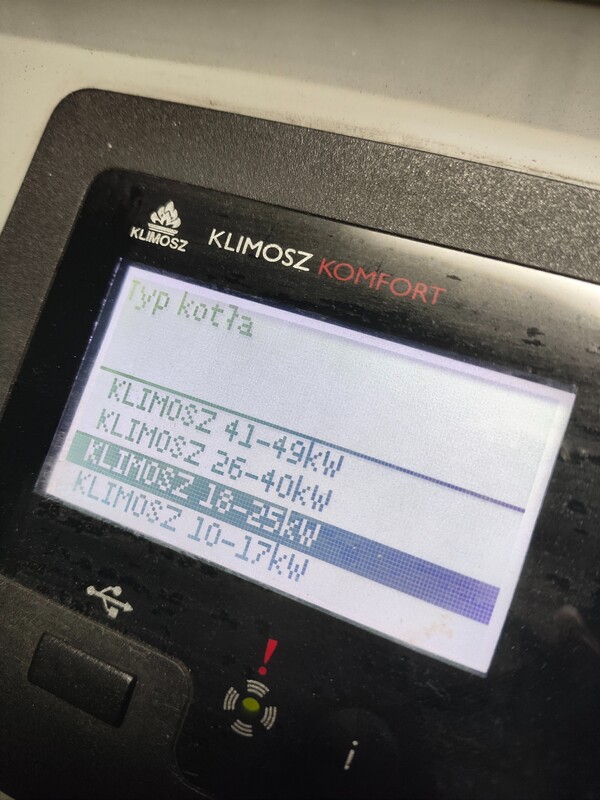 KLIMOSZ
KLIMOSZ KOMFORT
Typ kotła
KLIMOSZ 41-49kW
KLIMOSZ 26-40kW
KLIMOSZ 18-25kW
KLIMOSZ 10-17kW
!
i